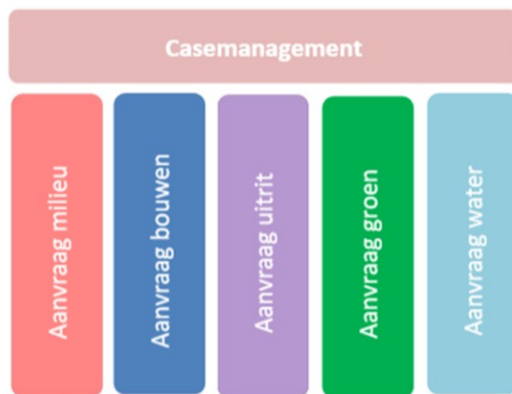 Casemanagement
Aanvraag milieu
Aanvraag bouwen
Aanvraag uitrit
Aanvraag groen
Aanvraag water